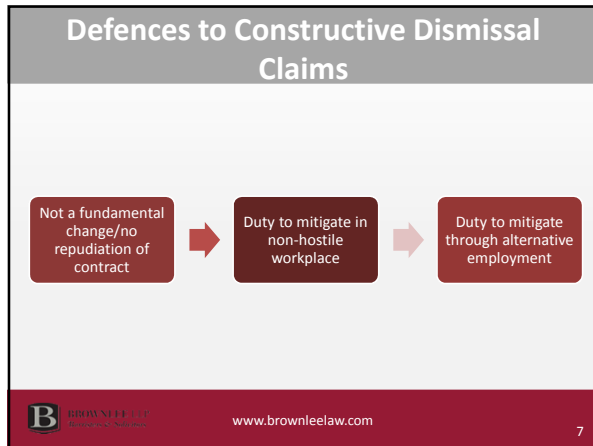 Defences to Constructive Dismissal
Claims
Not a fundamental
change/no
repudiation of
contract
Duty to mitigate in
non-hostile
workplace
Duty to mitigate
through alternative
employment
B
BROWNLEE LLP
www.brownleelaw.com
7